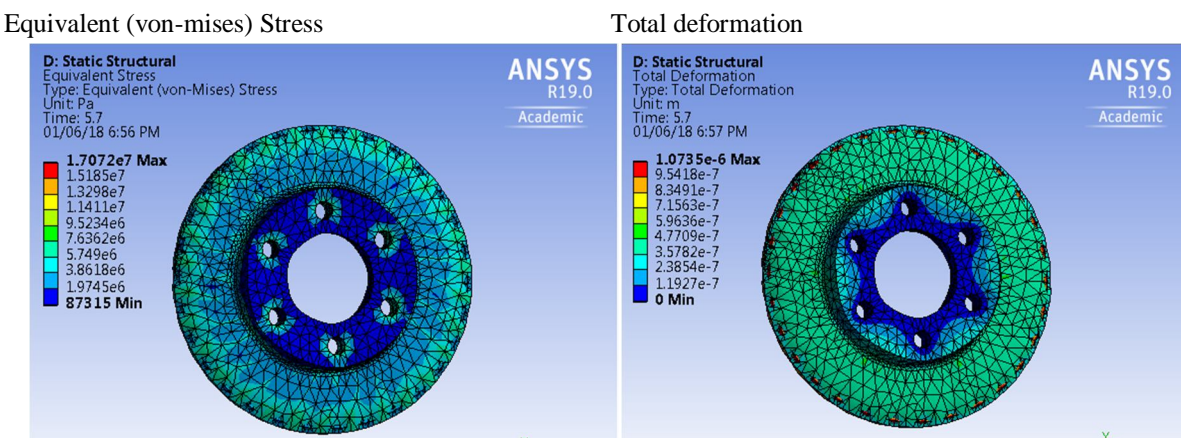 Equivalent (von-mises) Stress
Total deformation
D: Static Structural
Equivalent Stress
Type: Equivalent (von-Mises) Stress
Unit: Pa
Time: 5.7
01/06/18 6:56 PM
ANSYS
R19.0
Academic
1.7072e7 Max
1.5185e7
1.3298e7
1.1411e7
9.5234e6
7.6362e6
5.749e6
3.8618e6
1.9745e6
87315 Min
D: Static Structural
Total Deformation
Type: Total Deformation
Unit: m
Time: 5.7
01/06/18 6:57 PM
ANSYS
R19.0
Academic
1.0735e-6 Max
9.5418e-7
8.3491e-7
7.1563e-7
5.9636e-7
4.7709e-7
3.5782e-7
2.3854e-7
1.1927e-7
0 Min
Y